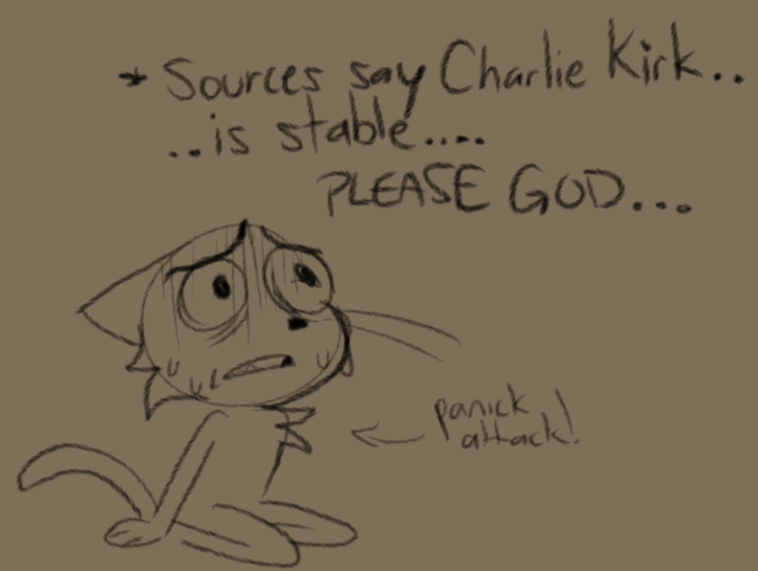 * Sources say Charlie Kirk..
..is stable....
PLEASE GOD...
panick
attack!